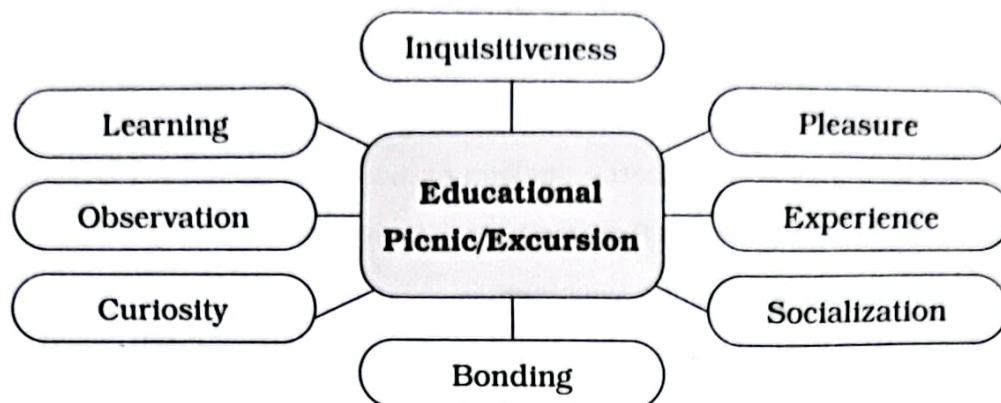 Inquisitiveness
Learning
Pleasure
Educational
Picnic/Excursion
Observation
Experience
Curiosity
Socialization
Bonding